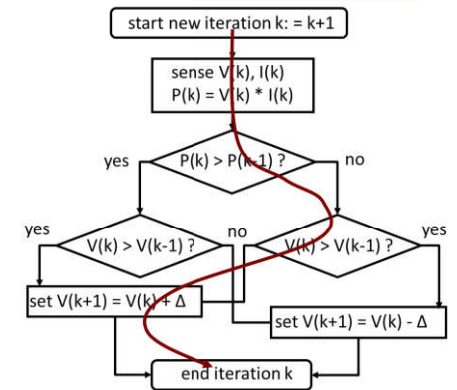 start new iteration k: = k+1
sense V(k), I(k)
P(k) = V(k) * I(k)
yes
P(k) > P(k-1) ?
no
yes
V(k) > V(k-1) ?
no
V(k) > V(k-1) ?
yes
set V(k+1) = V(k) + Δ
set V(k+1) = V(k) - Δ
end iteration k